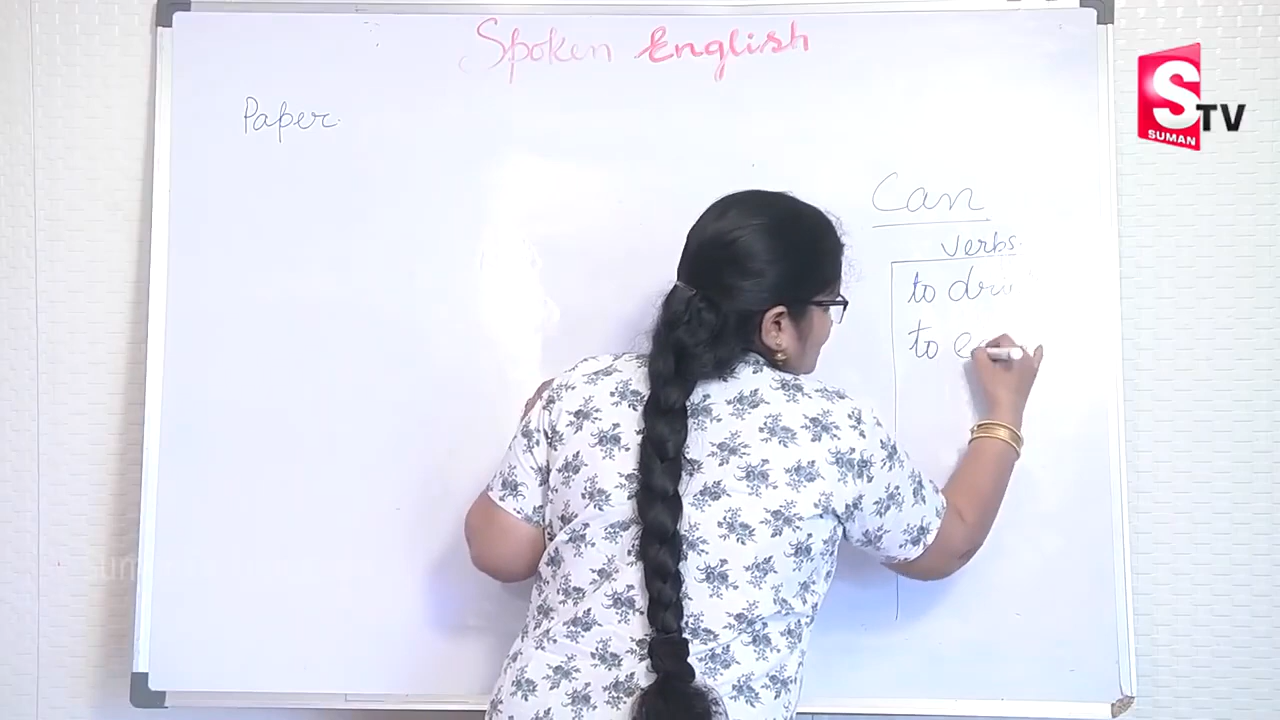 Spoken English
Paper
Can
verbs
to
to
S TV
SUMAN